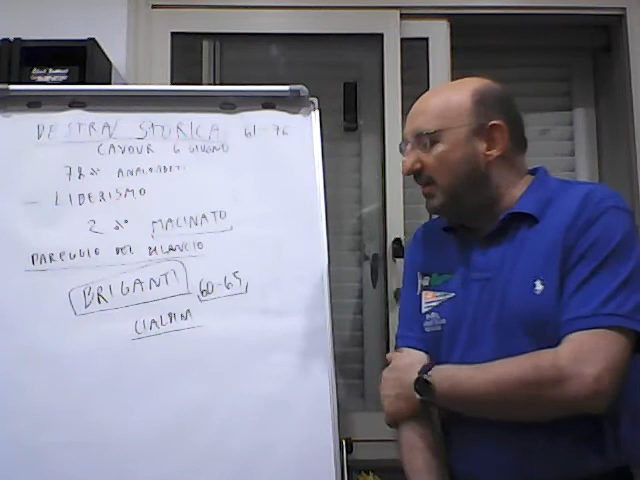 DESTRA STORICA 61-76
CAVOUR 6 GIUGNO
78% ANALFABETI
- LIBERISMO
2% MACINATO
PAREGGIO DEL BILANCIO
BRIGANTI 60-65
CIALDINI